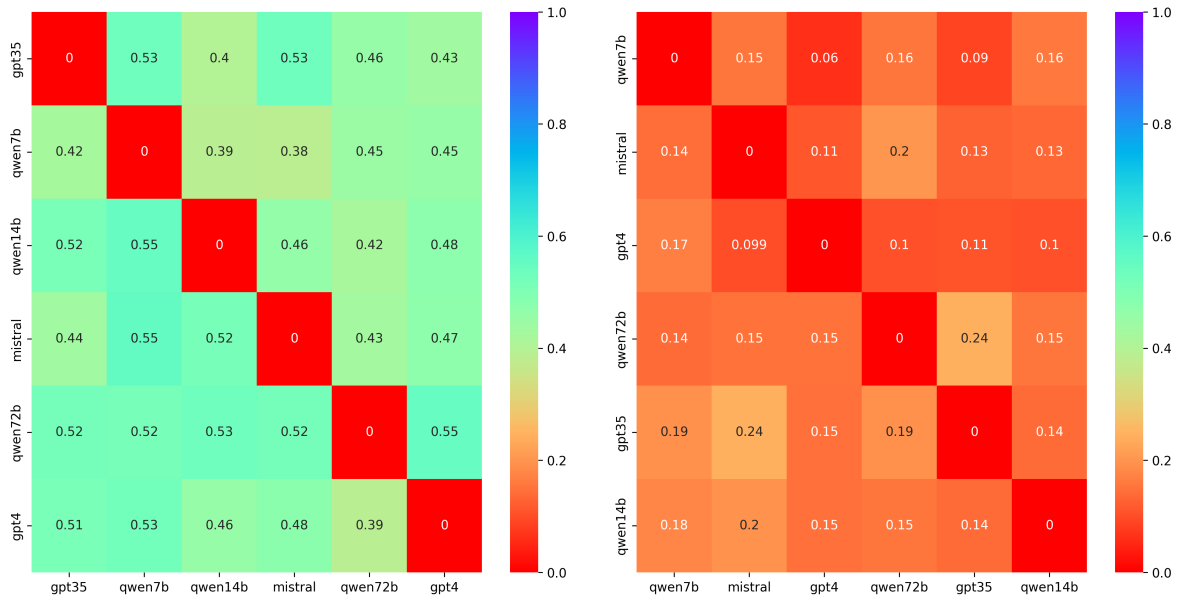 gpt35 0 0.53 0.4 0.53 0.46 0.43
qwen7b 0.42 0 0.39 0.38 0.45 0.45
qwen14b 0.52 0.55 0 0.46 0.42 0.48
mistral 0.44 0.55 0.52 0 0.43 0.47
qwen72b 0.52 0.52 0.53 0.52 0 0.55
gpt4 0.51 0.53 0.46 0.48 0.39 0
gpt35 qwen7b qwen14b mistral qwen72b gpt4
1.0
0.8
0.6
0.4
0.2
0.0
qwen7b 0 0.15 0.06 0.16 0.09 0.16
mistral 0.14 0 0.11 0.2 0.13 0.13
gpt4 0.17 0.099 0 0.1 0.11 0.1
qwen72b 0.14 0.15 0.15 0 0.24 0.15
gpt35 0.19 0.24 0.15 0.19 0 0.14
qwen14b 0.18 0.2 0.15 0.15 0.14 0
qwen7b mistral gpt4 qwen72b gpt35 qwen14b
1.0
0.8
0.6
0.4
0.2
0.0